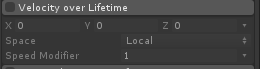 Velocity over Lifetime
X 0 Y 0 Z 0
Space Local
Speed Modifier 1